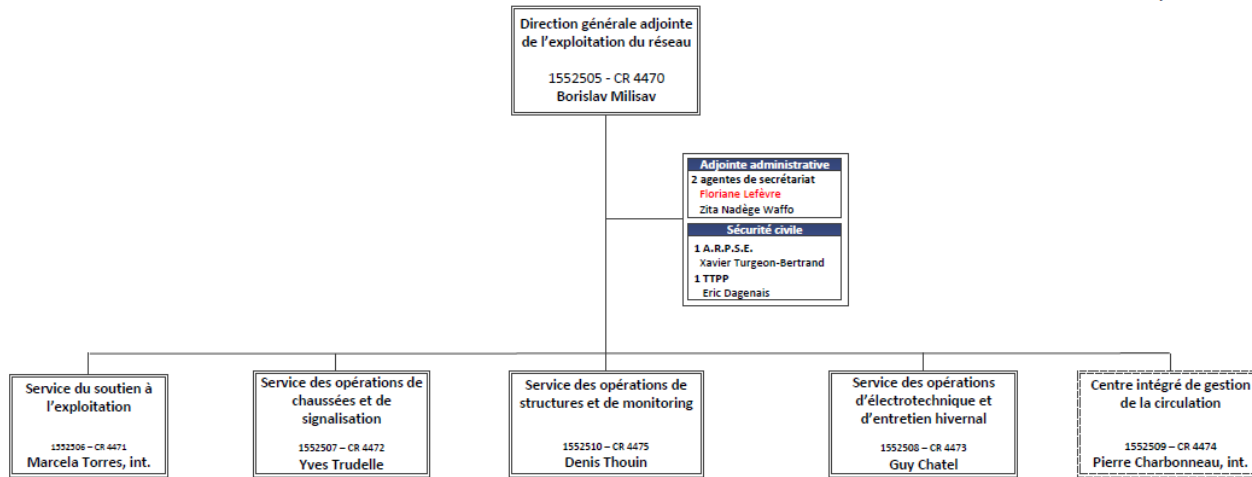 Direction générale adjointe
de l'exploitation du réseau
1552505 - CR 4470
Borislav Milisav
Adjointe administrative
2 agentes de secrétariat
Floriane Lefèvre
Zita Nadège Waffo
Sécurité civile
1 A.R.P.S.E.
Xavier Turgeon-Bertrand
1 TTPP
Eric Dagenais
Service du soutien à
l'exploitation
1552506 – CR 4471
Marcela Torres, int.
Service des opérations de
chaussées et de
signalisation
1552507 – CR 4472
Yves Trudelle
Service des opérations de
structures et de monitoring
1552510 – CR 4475
Denis Thouin
Service des opérations
d'électrotechnique et
d'entretien hivernal
1552508 – CR 4473
Guy Chatel
Centre intégré de gestion
de la circulation
1552509 – CR 4474
Pierre Charbonneau, int.